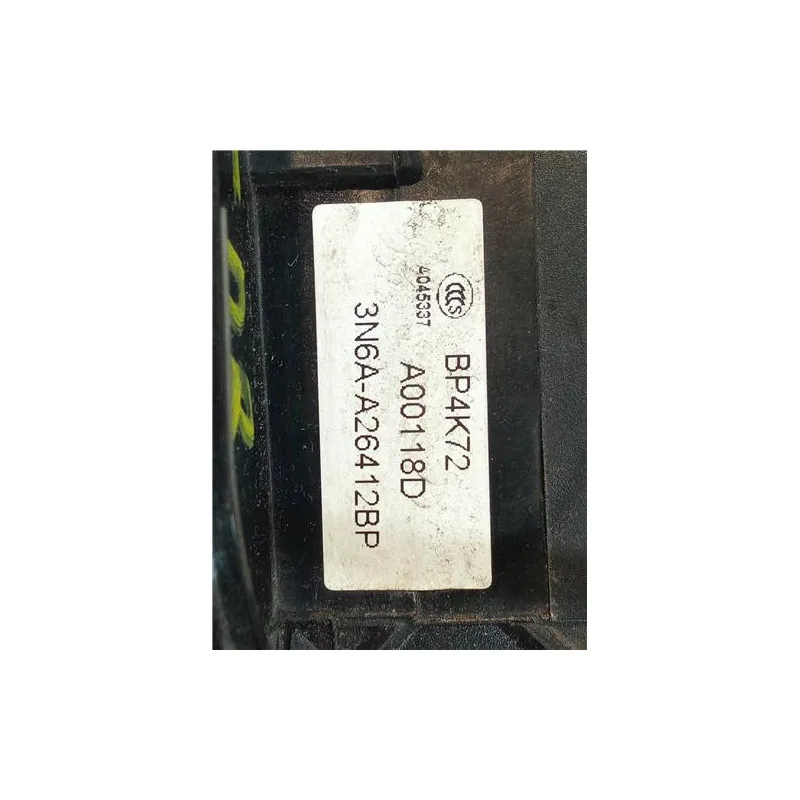 CCC S
4045337
BP4K72
A00118D
3N6A-A26412BP